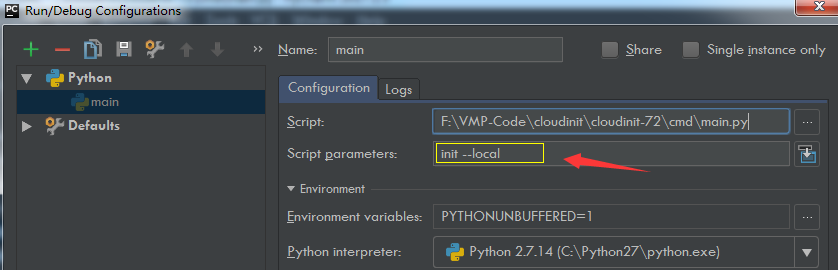 PC Run/Debug Configurations
Name: main Share Single instance only
Python
main
Defaults
Configuration Logs
Script: F:\VMP-Code\cloudinit\cloudinit-72\cmd\main.py ...
Script parameters: init --local
Environment
Environment variables: PYTHONUNBUFFERED=1 ...
Python interpreter: Python 2.7.14 (C:\Python27\python.exe)